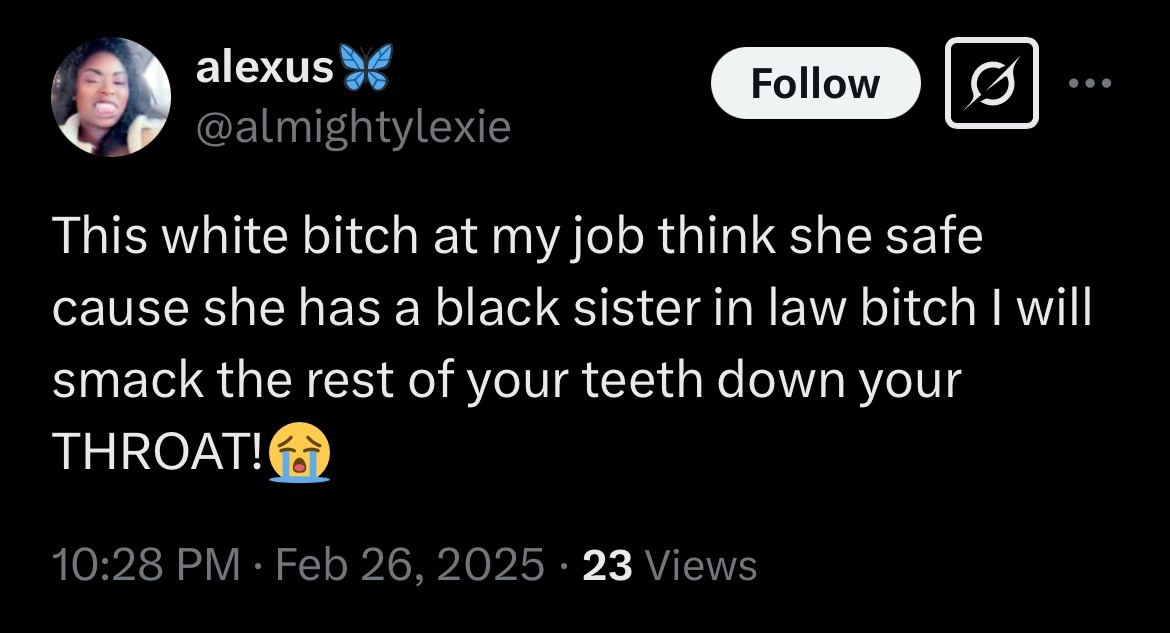 alexus🦋
@almightylexie
Follow
This white bitch at my job think she safe
cause she has a black sister in law bitch I will
smack the rest of your teeth down your
THROAT!😭
10:28 PM · Feb 26, 2025 · 23 Views